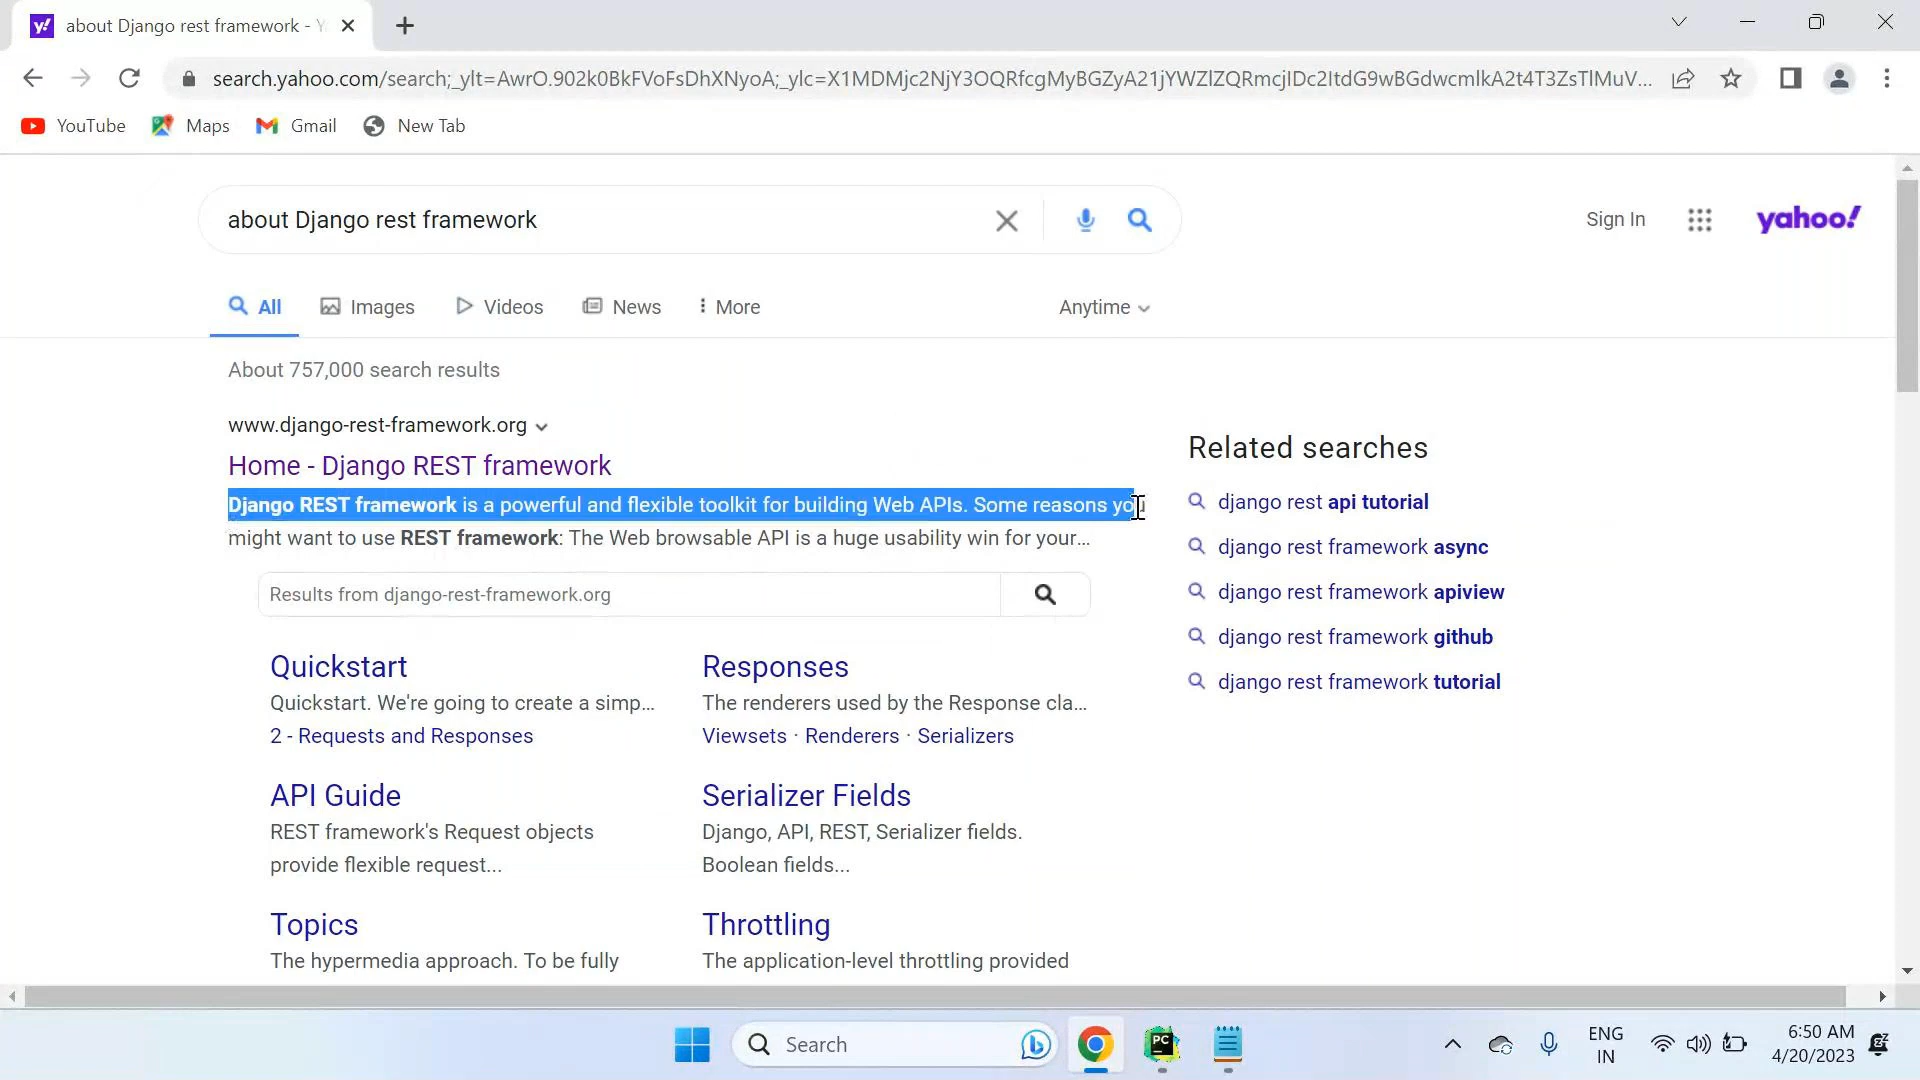 about Django rest framework - Y
search.yahoo.com/search;_ylt=AwrO.902k0BkFVoFsDhXNyoA;_ylc=X1MDMjc2NjY3OQRfcgMyBGZyA21jYWZlZQRmcjIDc2ItdG9wBGdwcmlkA2t4T3ZsTlMuV...
YouTube Maps Gmail New Tab
about Django rest framework
Sign In
yahoo!
All Images Videos News More Anytime
About 757,000 search results
www.django-rest-framework.org
Home - Django REST framework
Django REST framework is a powerful and flexible toolkit for building Web APIs. Some reasons you
might want to use REST framework: The Web browsable API is a huge usability win for your...
Results from django-rest-framework.org
Quickstart
Quickstart. We're going to create a simp...
2 - Requests and Responses
Responses
The renderers used by the Response cla...
Viewsets · Renderers · Serializers
API Guide
REST framework's Request objects
provide flexible request...
Serializer Fields
Django, API, REST, Serializer fields.
Boolean fields...
Topics
The hypermedia approach. To be fully
Throttling
The application-level throttling provided
Related searches
django rest api tutorial
django rest framework async
django rest framework apiview
django rest framework github
django rest framework tutorial
Search
PC
ENG
IN
6:50 AM
4/20/2023